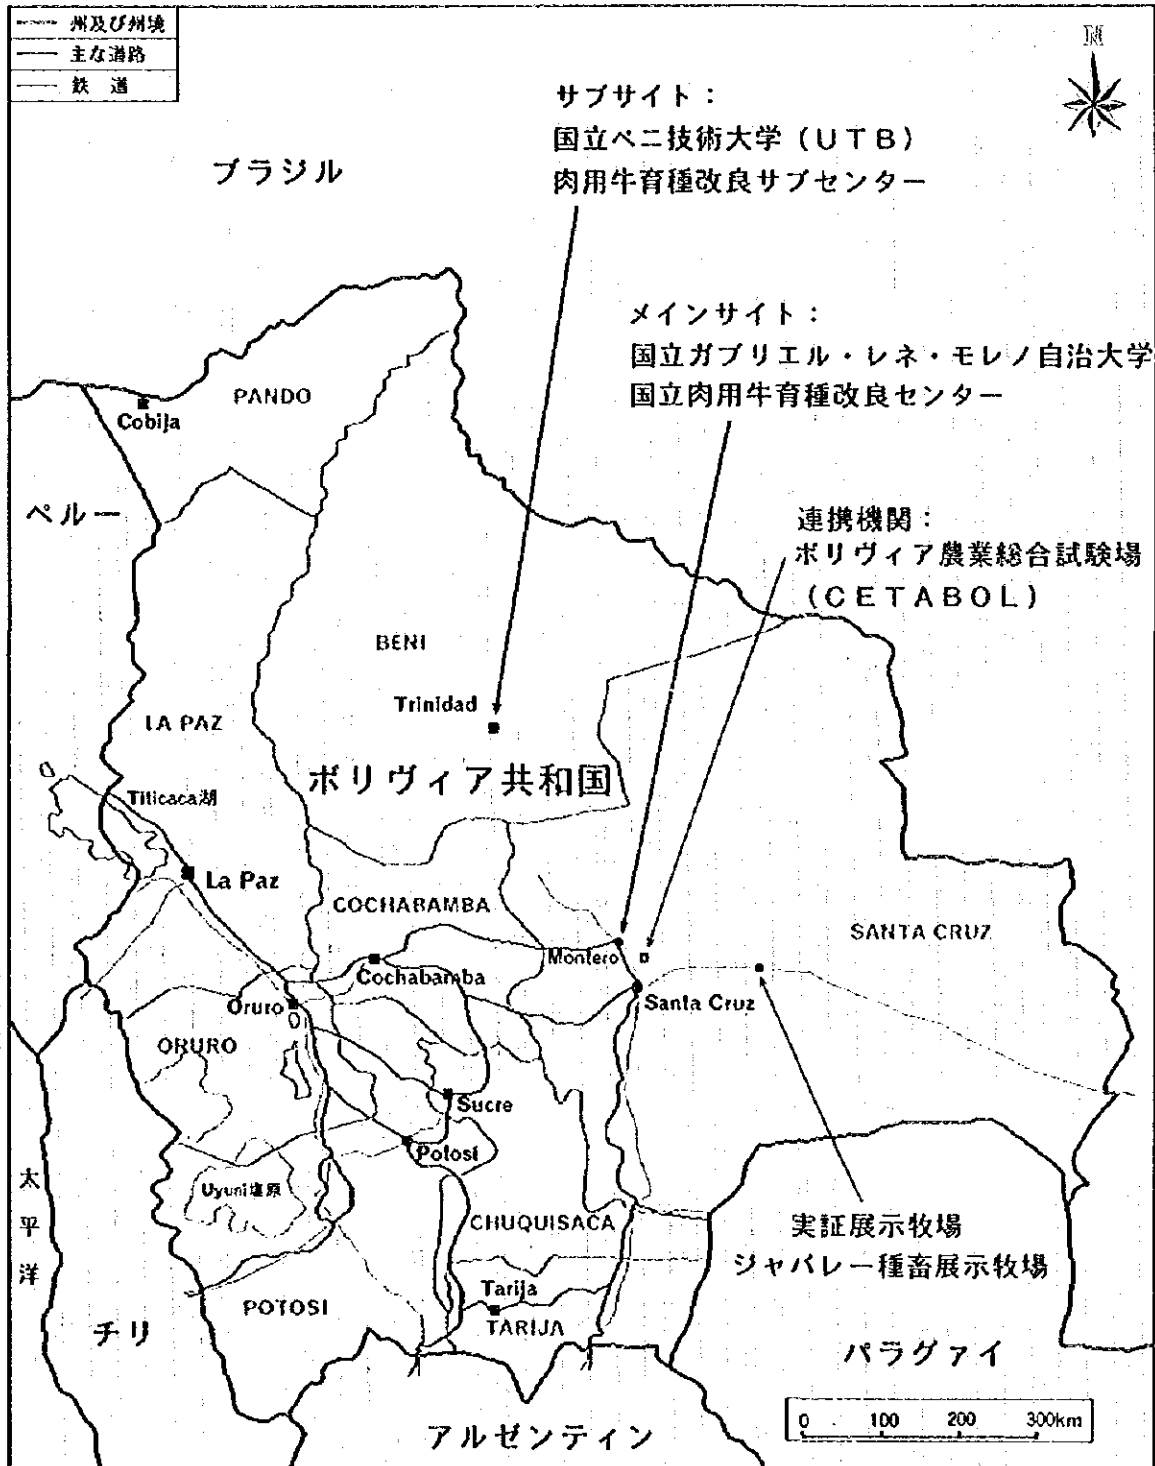 州及び州境
主な道路
鉄 道
N
サブサイト：
国立ベニ技術大学（UTB）
肉用牛育種改良サブセンター
ブラジル
メインサイト：
国立ガブリエル・レネ・モレノ自治大学
国立肉用牛育種改良センター
PANDO
Cobija
ペルー
連携機関：
ボリヴィア農業総合試験場
（CETABOL）
BENI
Trinidad
LA PAZ
ボリヴィア共和国
Titicaca湖
La Paz
COCHABAMBA
SANTA CRUZ
Montero
Cochabamba
Santa Cruz
Oruro
ORURO
Sucre
Potosí
太平洋
Uyuni塩原
CHUQUISACA
実証展示牧場
ジャバレー種畜展示牧場
Tarija
POTOSI
TARIJA
チリ
パラグァイ
0 100 200 300km
アルゼンティン